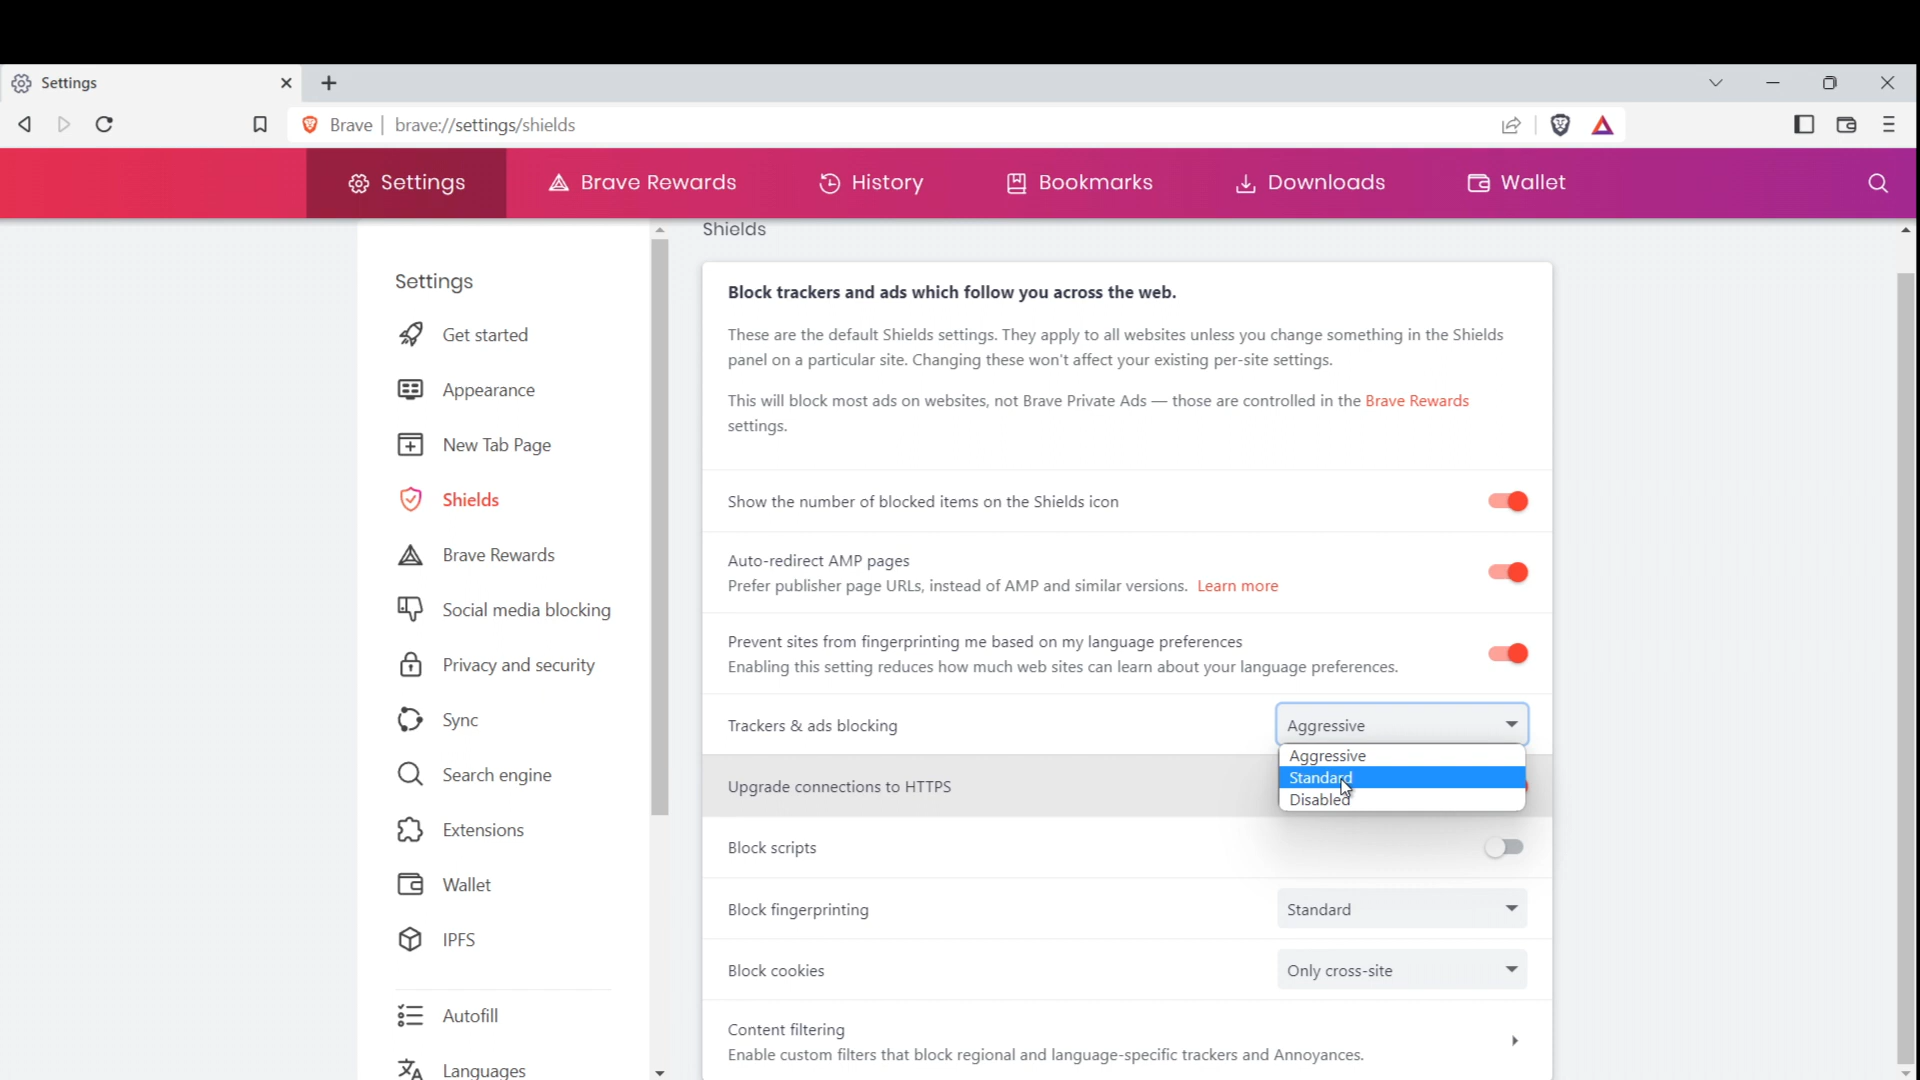 Settings
Brave | brave://settings/shields
Settings
Brave Rewards
History
Bookmarks
Downloads
Wallet
Settings
Get started
Appearance
New Tab Page
Shields
Brave Rewards
Social media blocking
Privacy and security
Sync
Search engine
Extensions
Wallet
IPFS
Autofill
Languages
Shields
Block trackers and ads which follow you across the web.
These are the default Shields settings. They apply to all websites unless you change something in the Shields
panel on a particular site. Changing these won't affect your existing per-site settings.
This will block most ads on websites, not Brave Private Ads — those are controlled in the Brave Rewards
settings.
Show the number of blocked items on the Shields icon
Auto-redirect AMP pages
Prefer publisher page URLs, instead of AMP and similar versions. Learn more
Prevent sites from fingerprinting me based on my language preferences
Enabling this setting reduces how much web sites can learn about your language preferences.
Trackers & ads blocking
Aggressive
Aggressive
Standard
Disabled
Upgrade connections to HTTPS
Block scripts
Block fingerprinting
Standard
Block cookies
Only cross-site
Content filtering
Enable custom filters that block regional and language-specific trackers and Annoyances.